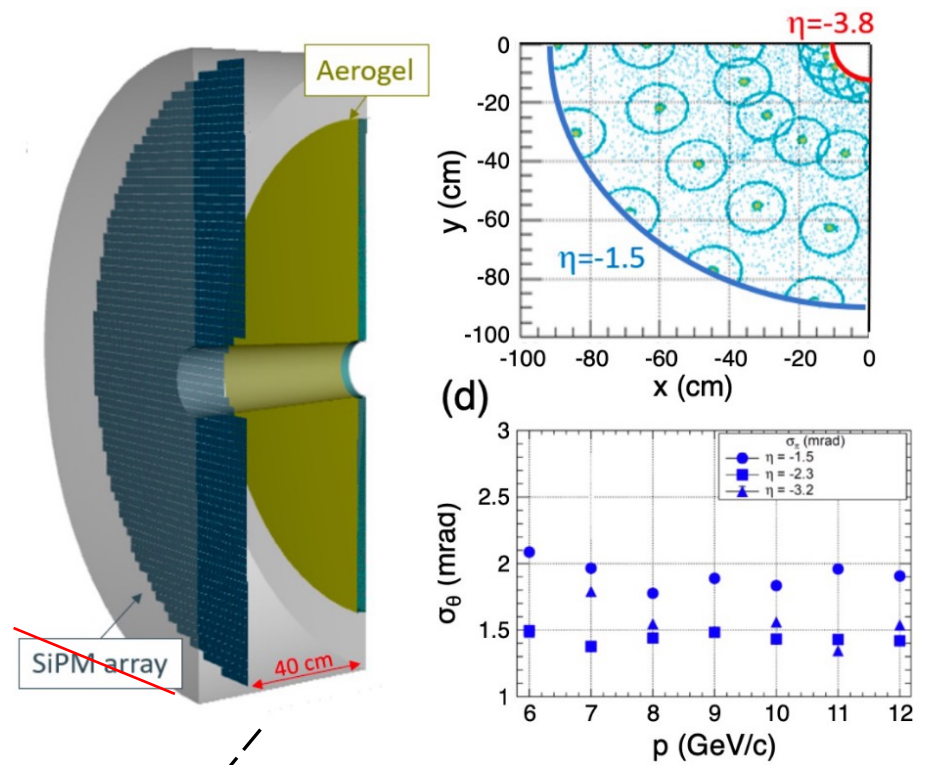 Aerogel
SiPM array
40 cm
η=-3.8
η=-1.5
y (cm)
0
-20
-40
-60
-80
-100
-100
-80
-60
-40
-20
0
x (cm)
(d)
σθ (mrad)
3
2.5
2
1.5
1
σπ (mrad)
η = -1.5
η = -2.3
η = -3.2
6
7
8
9
10
11
12
p (GeV/c)